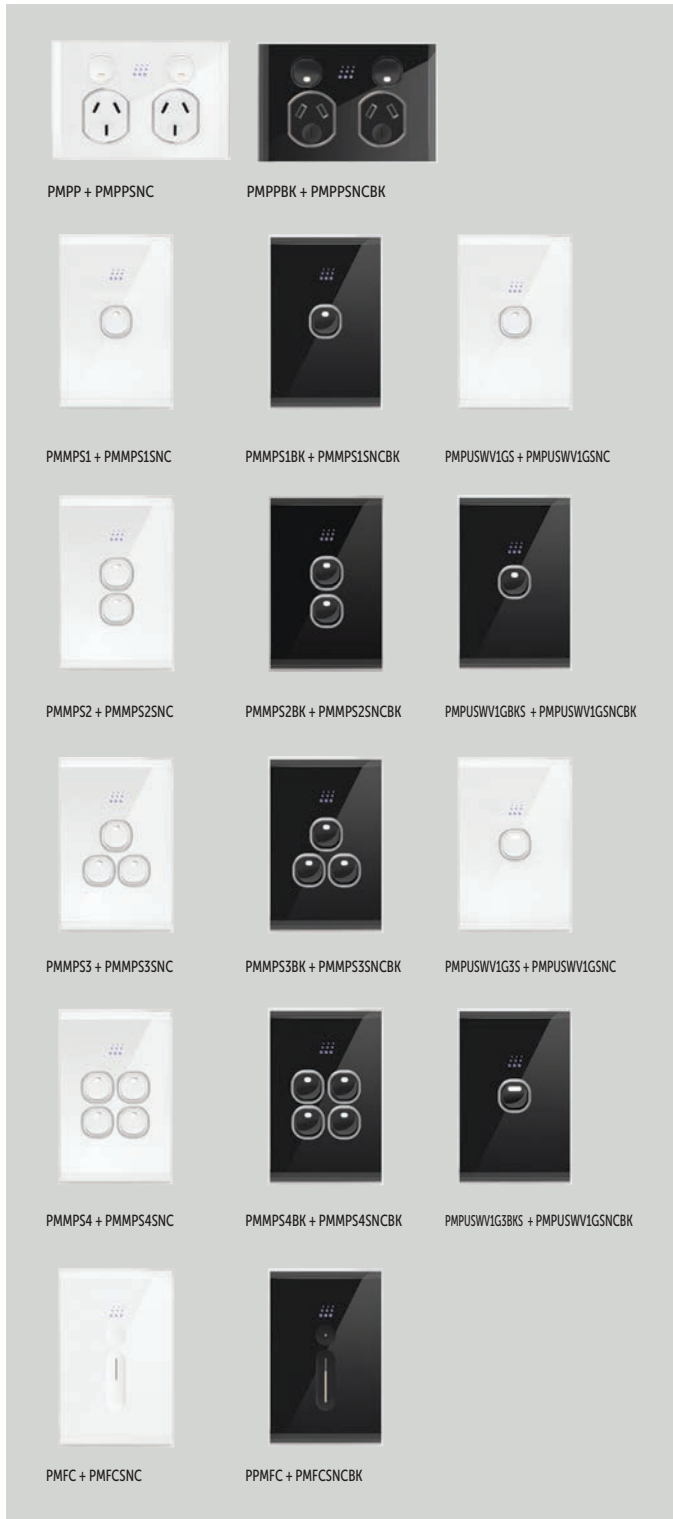 PMPP + PMPPSNC
PMPPBK + PMPPSNCBK
PMMPS1 + PMMPS1SNC
PMMPS1BK + PMMPS1SNCBK
PMPUSWV1GS + PMPUSWV1GSNC
PMMPS2 + PMMPS2SNC
PMMPS2BK + PMMPS2SNCBK
PMPUSWV1GBKS + PMPUSWV1GSNCBK
PMMPS3 + PMMPS3SNC
PMMPS3BK + PMMPS3SNCBK
PMPUSWV1G3S + PMPUSWV1GSNC
PMMPS4 + PMMPS4SNC
PMMPS4BK + PMMPS4SNCBK
PMPUSWV1G3BKS + PMPUSWV1GSNCBK
PMFC + PMFCSNC
PPMFC + PMFCSNCBK